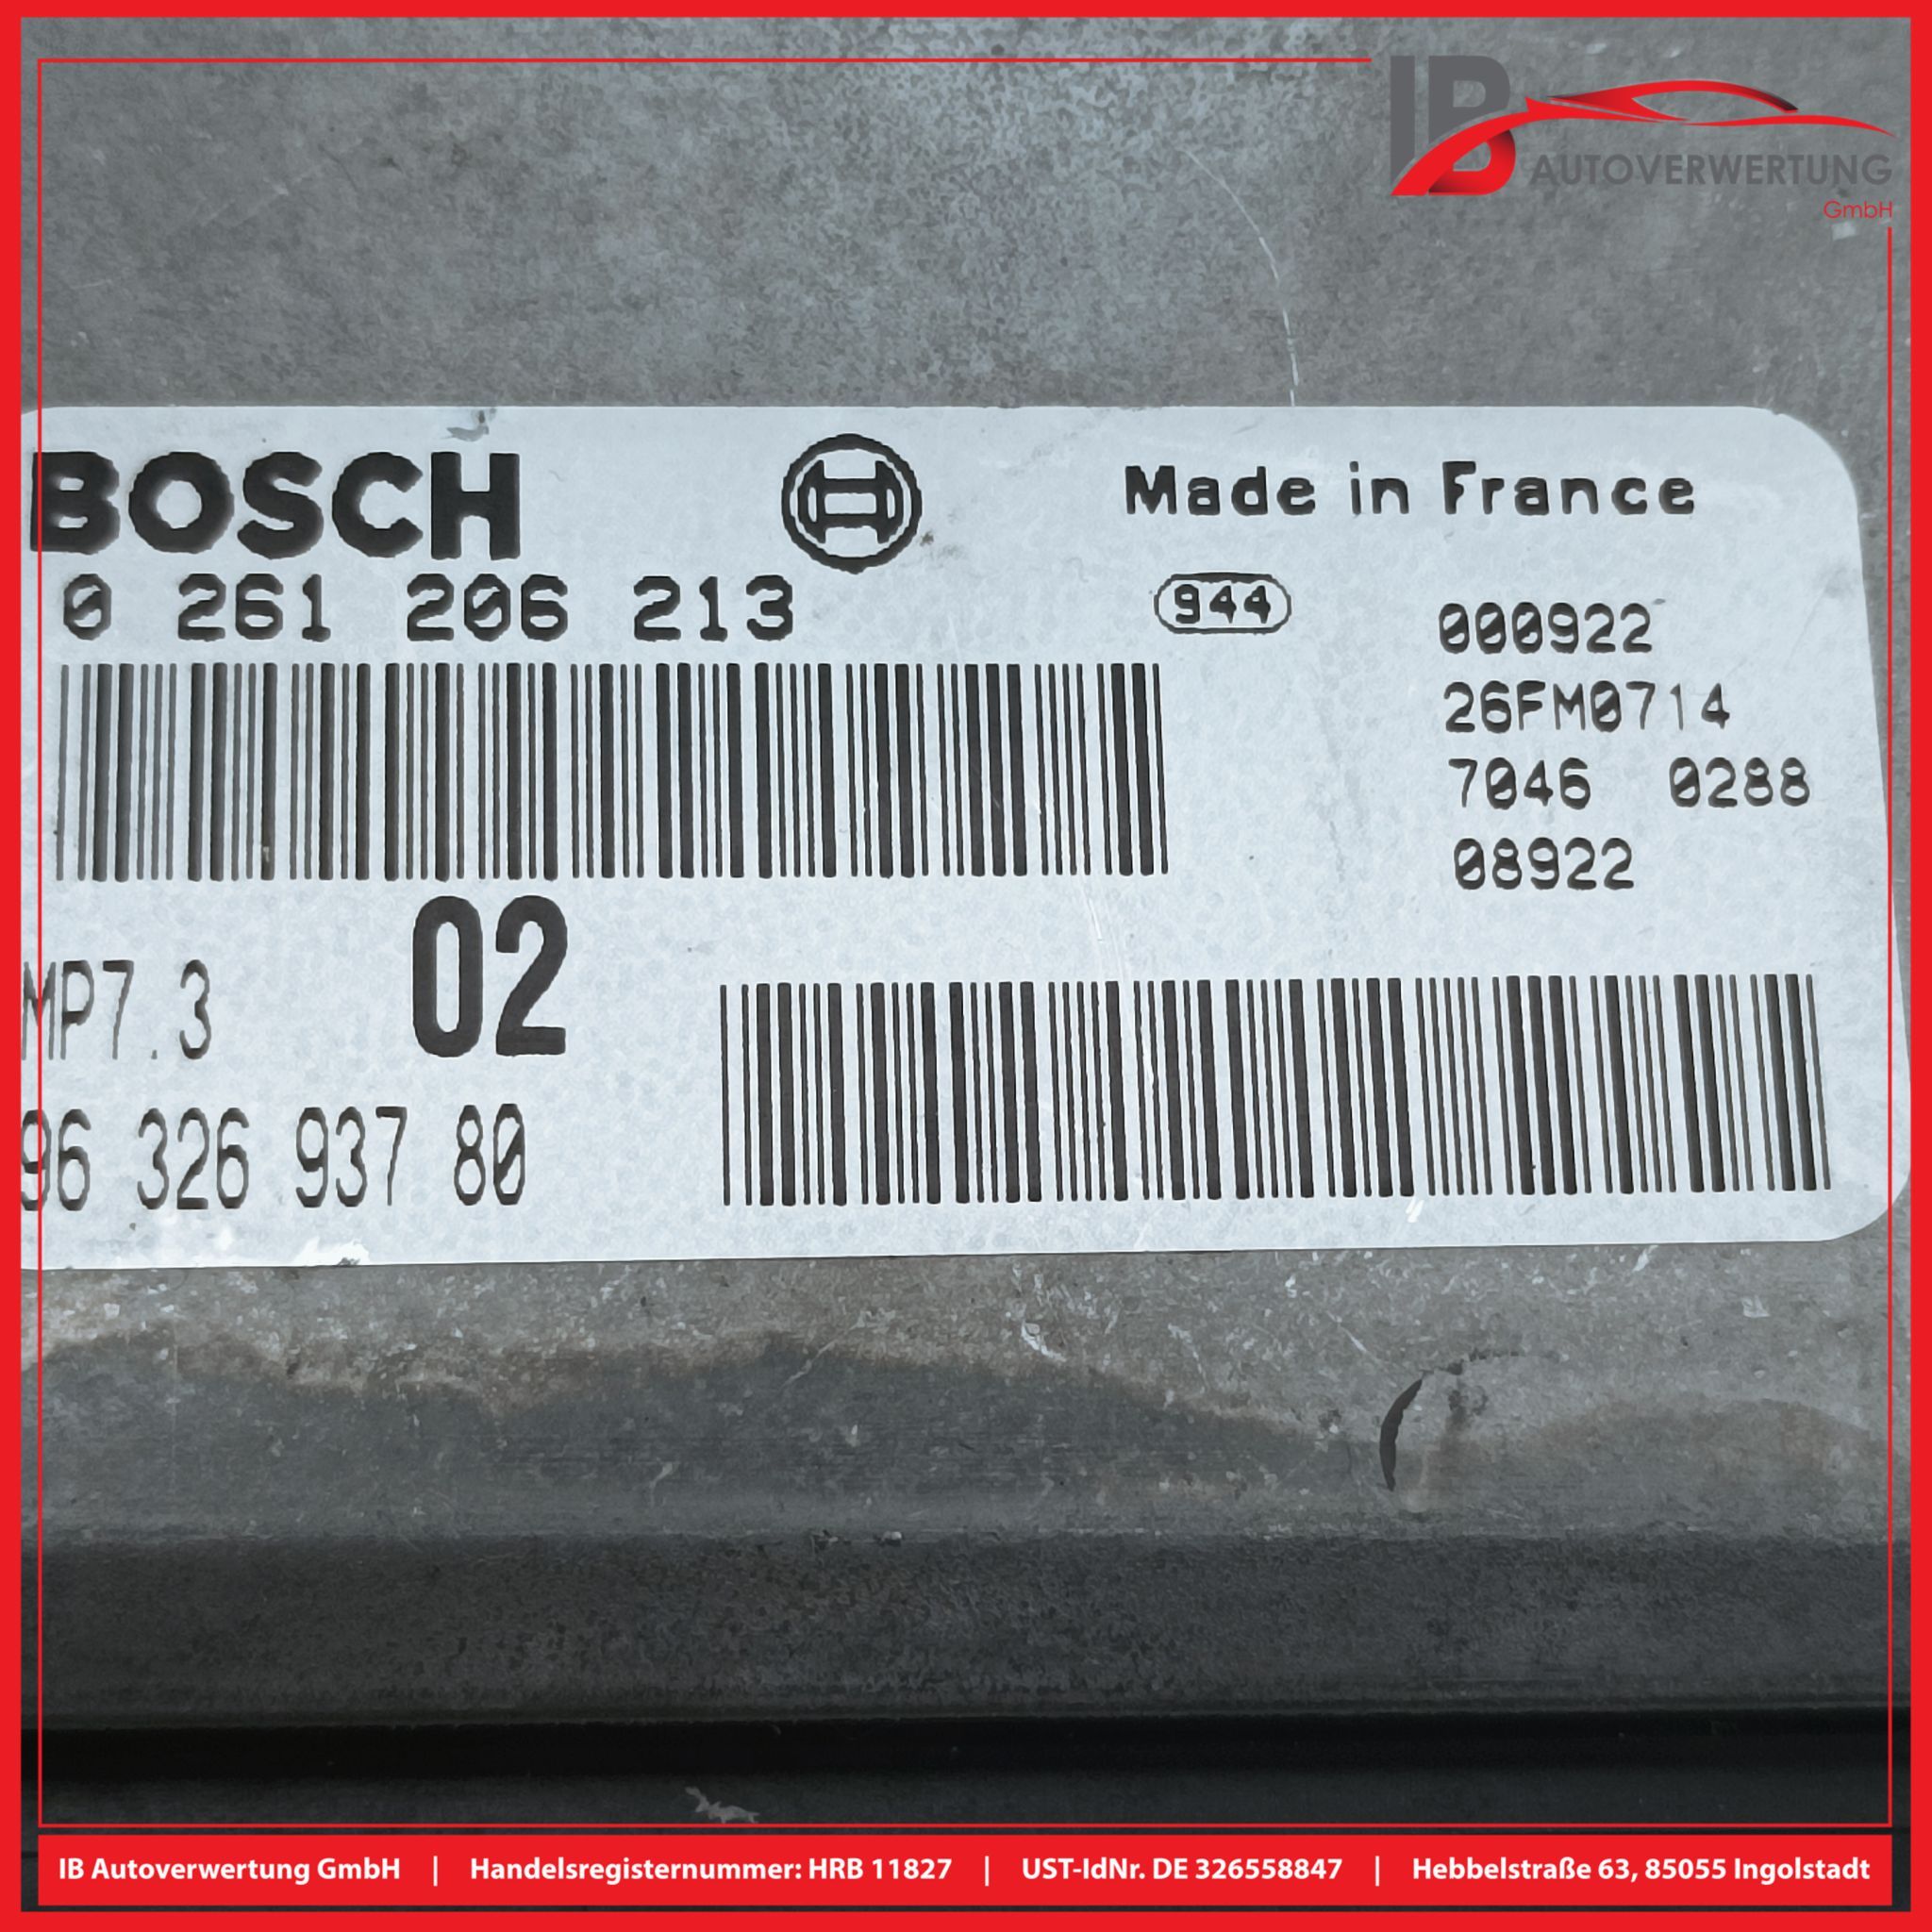 IB
AUTOVERWERTUNG
GmbH
BOSCH
Made in France
0 261 206 213
944
000922
26FM0714
7046 0288
08922
MP7.3
02
96 326 937 80
IB Autoverwertung GmbH | Handelsregisternummer: HRB 11827 | UST-IdNr. DE 326558847 | Hebbelstraße 63, 85055 Ingolstadt